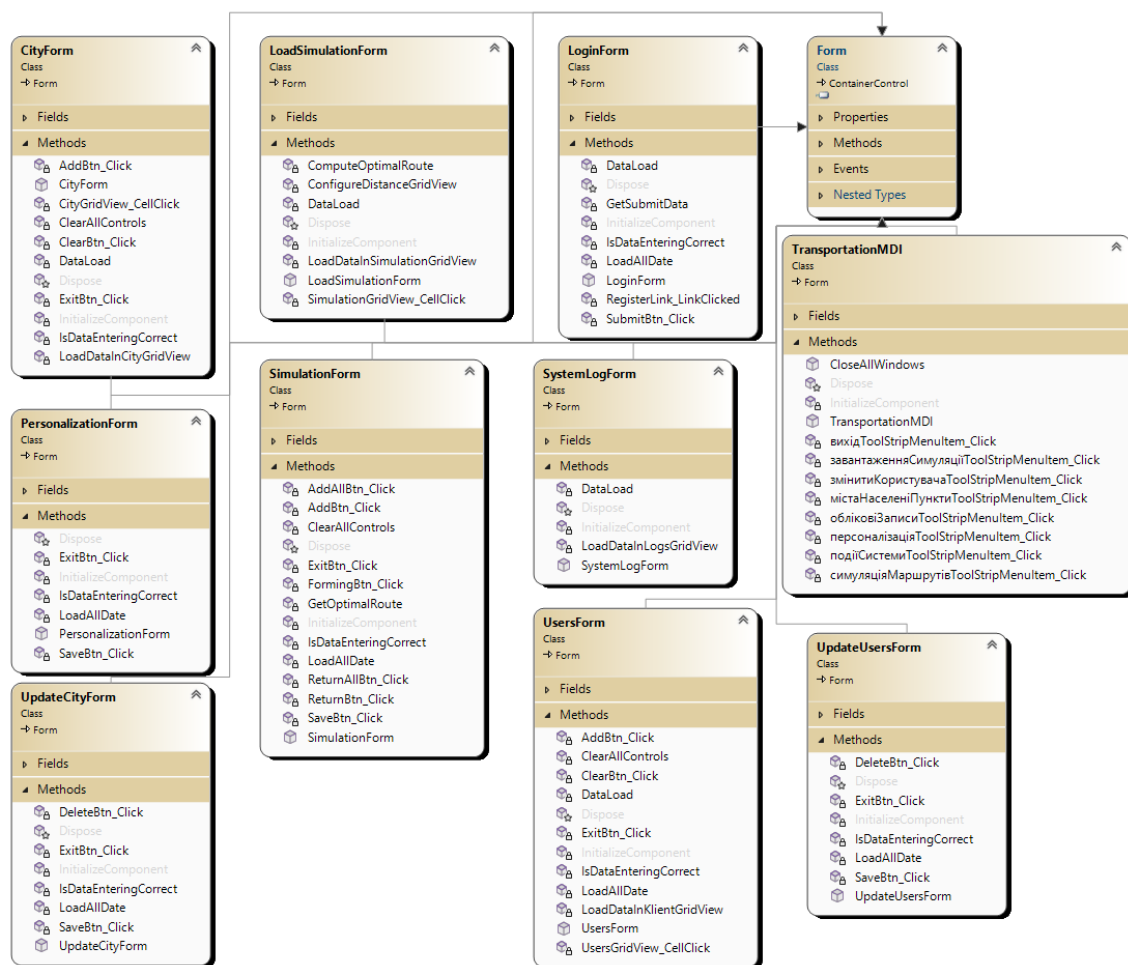 CityForm
Class
Form
Fields
Methods
AddBtn_Click
CityForm
CityGridView_CellClick
ClearAllControls
ClearBtn_Click
DataLoad
Dispose
ExitBtn_Click
InitializeComponent
IsDataEnteringCorrect
LoadDataInCityGridView
LoadSimulationForm
Class
Form
Fields
Methods
ComputeOptimalRoute
ConfigureDistanceGridView
DataLoad
Dispose
InitializeComponent
LoadDataInSimulationGridView
LoadSimulationForm
SimulationGridView_CellClick
LoginForm
Class
Form
Fields
Methods
DataLoad
Dispose
GetSubmitData
InitializeComponent
IsDataEnteringCorrect
LoadAllDate
LoginForm
RegisterLink_LinkClicked
SubmitBtn_Click
Form
Class
ContainerControl
Properties
Methods
Events
Nested Types
TransportationMDI
Class
Form
Fields
Methods
CloseAllWindows
Dispose
InitializeComponent
TransportationMDI
вихідToolStripMenuItem_Click
завантаженняСимуляціїToolStripMenuItem_Click
змінитиКористувачаToolStripMenuItem_Click
містаНаселеніПунктиToolStripMenuItem_Click
обліковіЗаписиToolStripMenuItem_Click
персоналізаціяToolStripMenuItem_Click
подіїСистемиToolStripMenuItem_Click
симуляціяМаршрутівToolStripMenuItem_Click
PersonalizationForm
Class
Form
Fields
Methods
Dispose
ExitBtn_Click
InitializeComponent
IsDataEnteringCorrect
LoadAllDate
PersonalizationForm
SaveBtn_Click
SimulationForm
Class
Form
Fields
Methods
AddAllBtn_Click
AddBtn_Click
ClearAllControls
Dispose
ExitBtn_Click
FormingBtn_Click
GetOptimalRoute
InitializeComponent
IsDataEnteringCorrect
LoadAllDate
ReturnAllBtn_Click
ReturnBtn_Click
SaveBtn_Click
SimulationForm
SystemLogForm
Class
Form
Fields
Methods
DataLoad
Dispose
InitializeComponent
LoadDataInLogsGridView
SystemLogForm
UpdateCityForm
Class
Form
Fields
Methods
DeleteBtn_Click
Dispose
ExitBtn_Click
InitializeComponent
IsDataEnteringCorrect
LoadAllDate
SaveBtn_Click
UpdateCityForm
UsersForm
Class
Form
Fields
Methods
AddBtn_Click
ClearAllControls
ClearBtn_Click
DataLoad
Dispose
ExitBtn_Click
InitializeComponent
IsDataEnteringCorrect
LoadAllDate
LoadDataInKlientGridView
UsersForm
UsersGridView_CellClick
UpdateUsersForm
Class
Form
Fields
Methods
DeleteBtn_Click
Dispose
ExitBtn_Click
InitializeComponent
IsDataEnteringCorrect
LoadAllDate
SaveBtn_Click
UpdateUsersForm